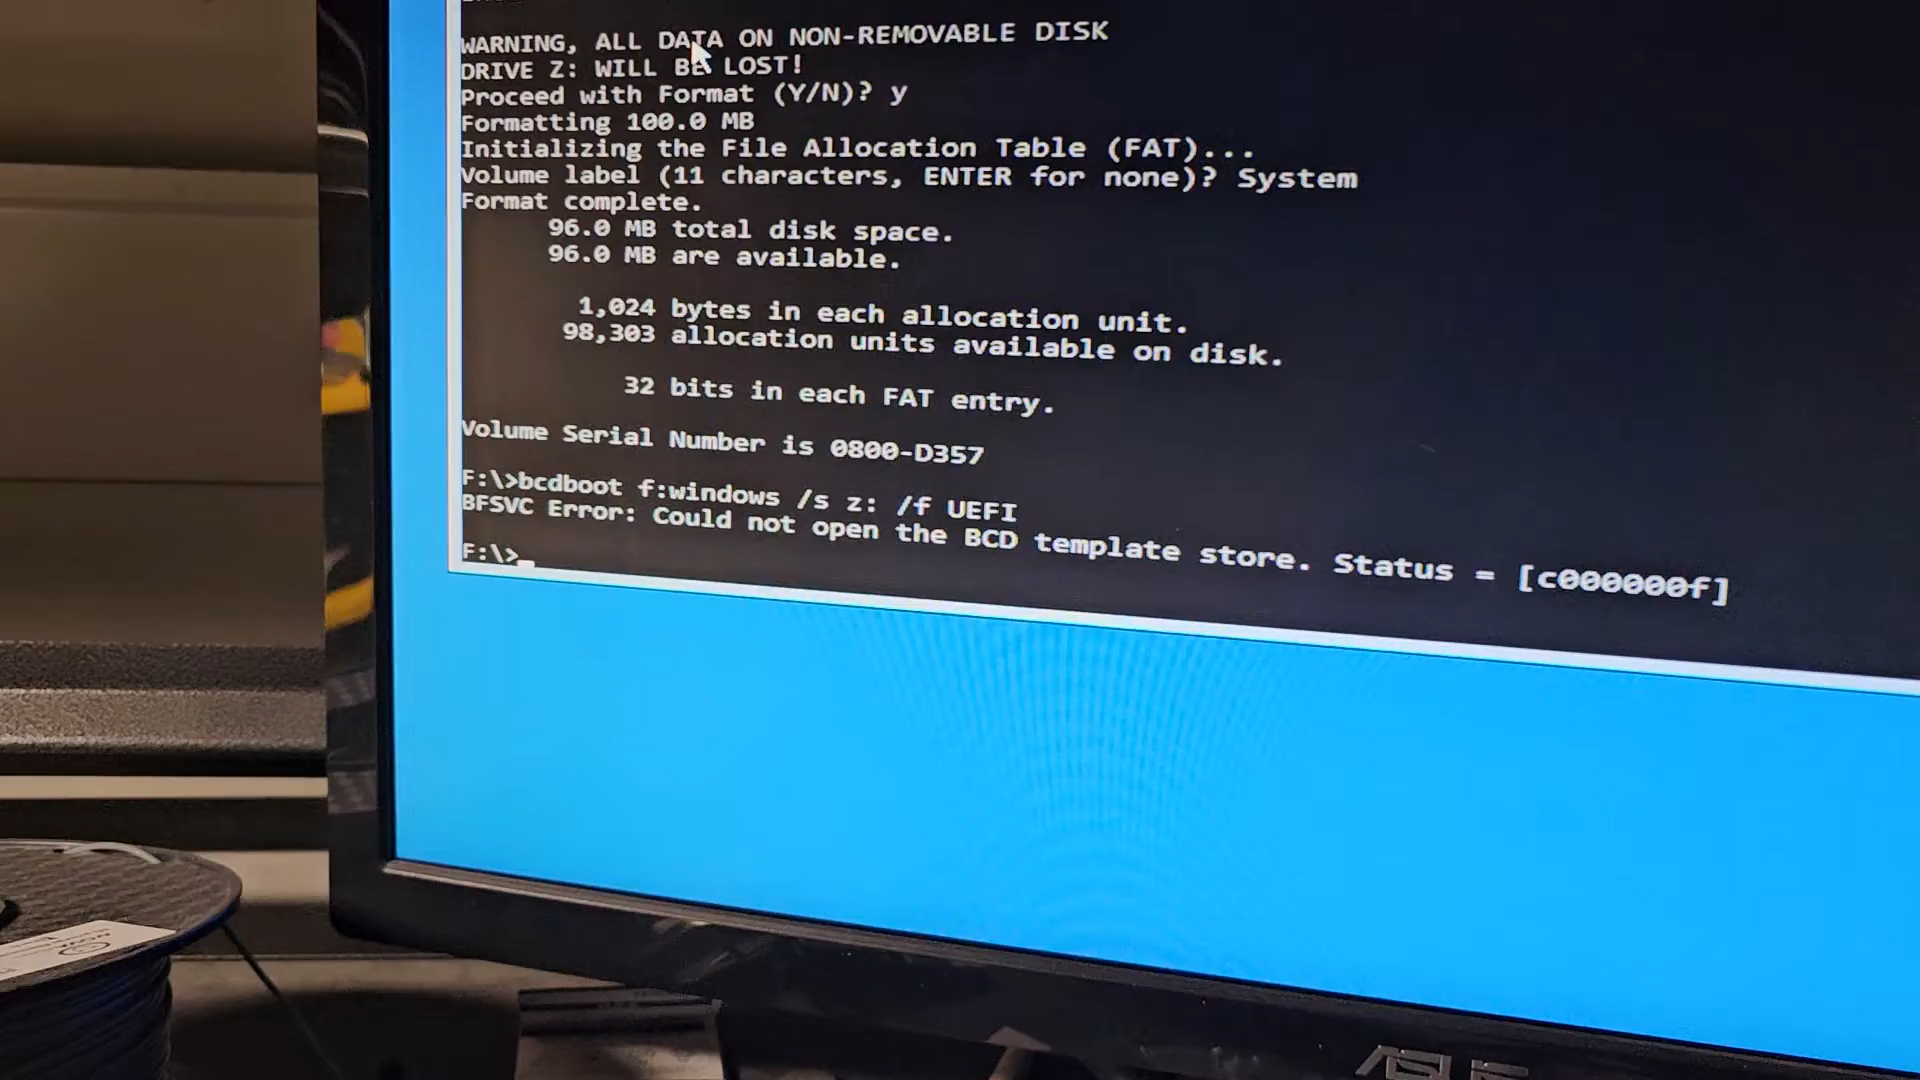 WARNING, ALL DATA ON NON-REMOVABLE DISK
DRIVE Z: WILL BE LOST!
Proceed with Format (Y/N)? y
Formatting 100.0 MB
Initializing the File Allocation Table (FAT)...
Volume label (11 characters, ENTER for none)? System
Format complete.
96.0 MB total disk space.
96.0 MB are available.
1,024 bytes in each allocation unit.
98,303 allocation units available on disk.
32 bits in each FAT entry.
Volume Serial Number is 0800-D357
F:\>bcdboot f:windows /s z: /f UEFI
BFSVC Error: Could not open the BCD template store. Status = [c000000f]
F:\>